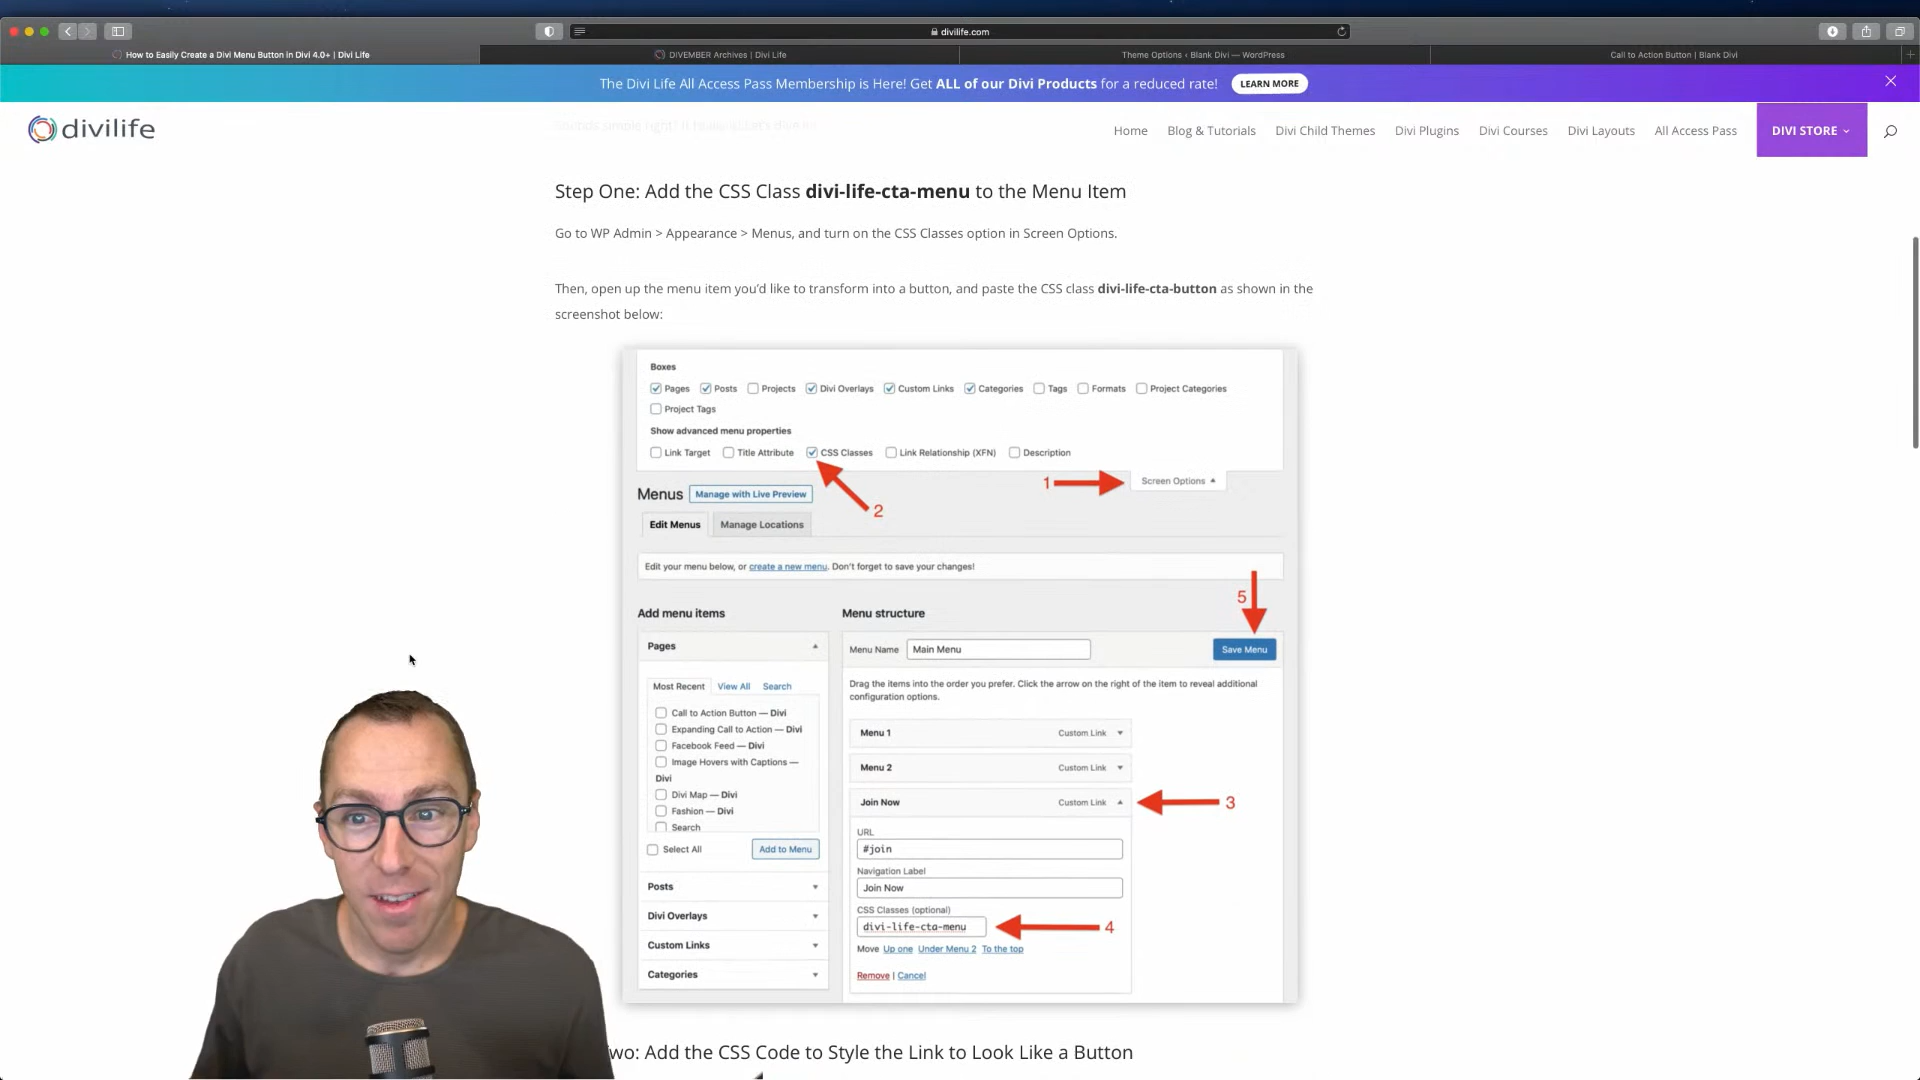 divilife.com
How to Easily Create a Divi Menu Button in Divi 4.0+ | Divi Life
DIVEMBER Archives | Divi Life
Theme Options ‹ Blank Divi — WordPress
Call to Action Button | Blank Divi
The Divi Life All Access Pass Membership is Here! Get ALL of our Divi Products for a reduced rate!
LEARN MORE
divilife
Home
Blog & Tutorials
Divi Child Themes
Divi Plugins
Divi Courses
Divi Layouts
All Access Pass
DIVI STORE
Step One: Add the CSS Class divi-life-cta-menu to the Menu Item
Go to WP Admin > Appearance > Menus, and turn on the CSS Classes option in Screen Options.
Then, open up the menu item you'd like to transform into a button, and paste the CSS class divi-life-cta-button as shown in the
screenshot below:
Boxes
Pages Posts Projects Divi Overlays Custom Links Categories Tags Formats Project Categories
Project Tags
Show advanced menu properties
Link Target Title Attribute CSS Classes Link Relationship (XFN) Description
1
Screen Options
Menus
Manage with Live Preview
2
Edit Menus
Manage Locations
Edit your menu below, or create a new menu. Don't forget to save your changes!
5
Add menu items
Menu structure
Pages
Menu Name
Main Menu
Save Menu
Most Recent
View All
Search
Drag the items into the order you prefer. Click the arrow on the right of the item to reveal additional
configuration options.
Call to Action Button — Divi
Expanding Call to Action — Divi
Facebook Feed — Divi
Image Hovers with Captions —
Divi
Divi Map — Divi
Fashion — Divi
Search
Select All
Add to Menu
Posts
Divi Overlays
Custom Links
Categories
Menu 1
Custom Link
Menu 2
Custom Link
Join Now
Custom Link
3
URL
#join
Navigation Label
Join Now
CSS Classes (optional)
divi-life-cta-menu
4
Move Up one Under Menu 2 To the top
Remove | Cancel
Two: Add the CSS Code to Style the Link to Look Like a Button